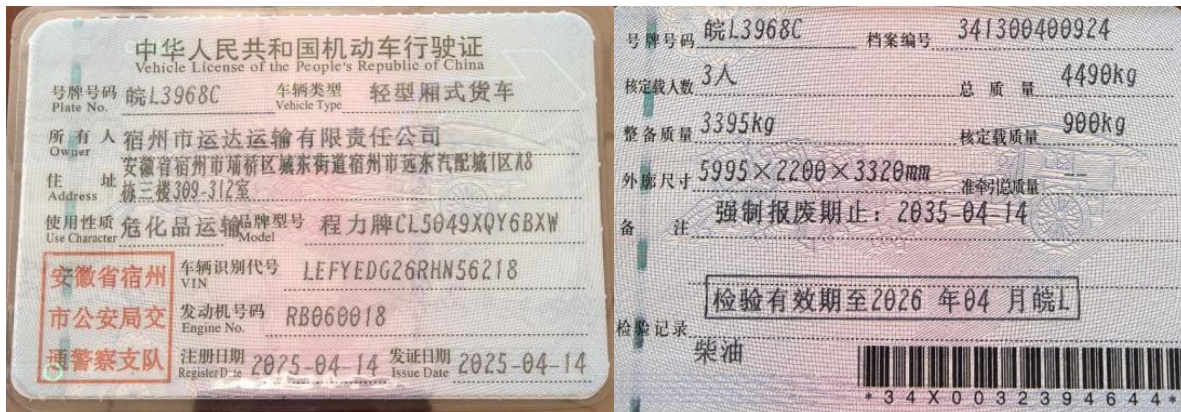 中华人民共和国机动车行驶证
Vehicle License of the People's Republic of China
号牌号码 皖L3968C 车辆类型 轻型厢式货车
Plate No. Vehicle Type
所有人 宿州市运达运输有限责任公司
Owner
安徽省宿州市埇桥区城东街道宿州市远东汽配城1区A8
住址 栋三楼309-312室
Address
使用性质 危化品运输 品牌型号 程力牌CL5049XQY6BXW
Use Character Model
安徽省宿州
市公安局交
通警察支队
车辆识别代号 LEFYEDG26RHN56218
VIN
发动机号码 RB060018
Engine No.
注册日期 2025-04-14 发证日期 2025-04-14
Register Date Issue Date
号牌号码 皖L3968C 档案编号 341300400924
核定载人数 3人 总质量 4490kg
整备质量 3395kg 核定载质量 900kg
外廓尺寸 5995×2200×3320mm 准牵引总质量 --
备注 强制报废期止：2035-04-14
检验有效期至2026 年04 月皖L
检验记录
柴油
*34X0032394644*